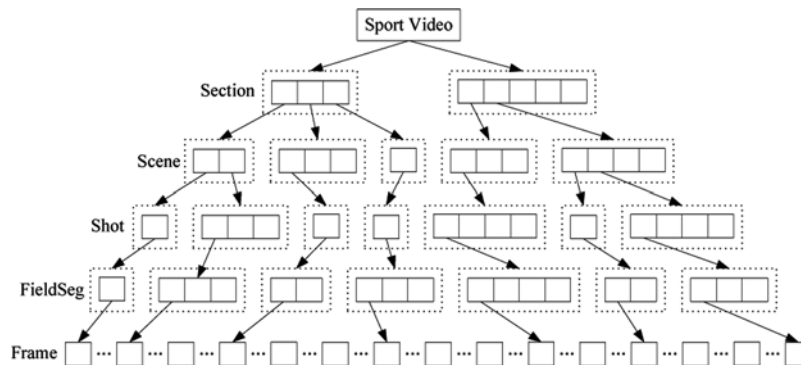 Sport Video
Section
Scene
Shot
FieldSeg
Frame ... ... ... ... ... ... ... ... ... ... ... ... ... ...